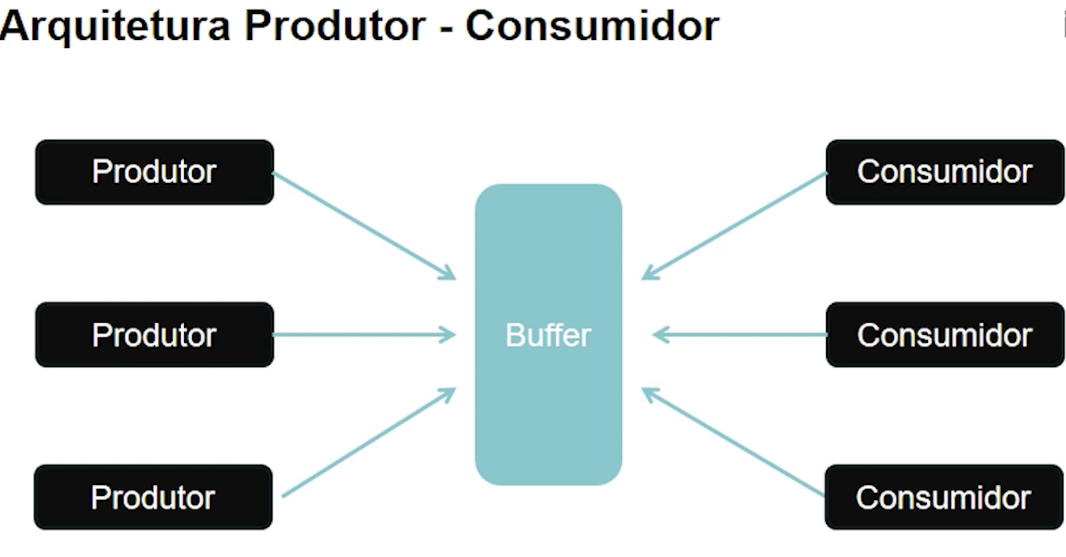 Arquitetura Produtor - Consumidor
Produtor
Consumidor
Produtor
Buffer
Consumidor
Produtor
Consumidor